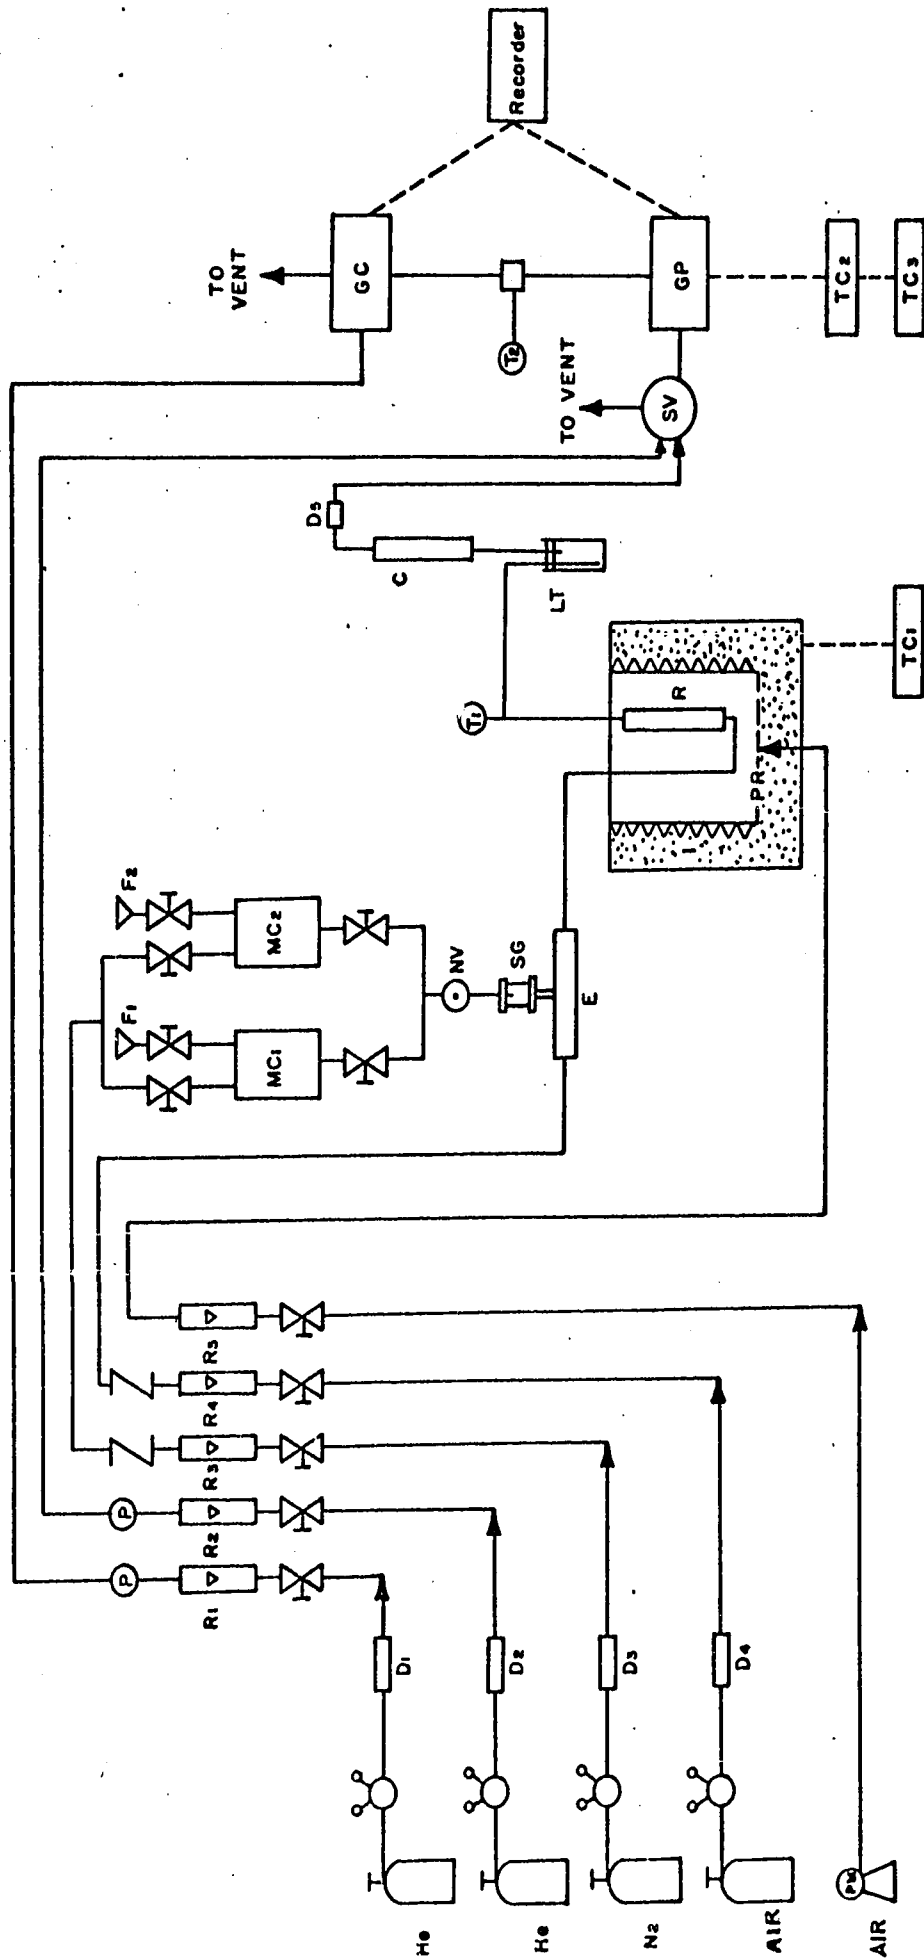 Recorder
TO
VENT
GC
T2
GP
TC2
TC3
TO VENT
SV
D5
C
LT
TC1
T1
R
PR
F2
MC2
F1
MC1
NV
SG
E
P
P
R5
R4
R3
R2
R1
D1
D2
D3
D4
He
He
N2
AIR
AIR